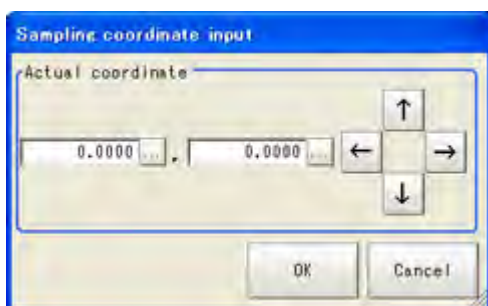 Sampling coordinate input
Actual coordinate
↑
0.0000 ... , 0.0000 ... ← →
↓
OK Cancel